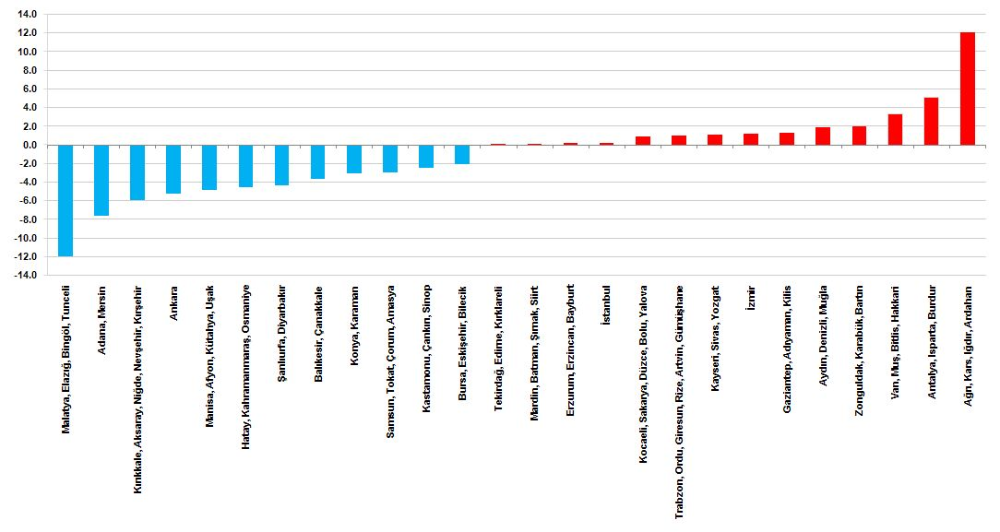 14.0
12.0
10.0
8.0
6.0
4.0
2.0
0.0
-2.0
-4.0
-6.0
-8.0
-10.0
-12.0
-14.0
Malatya, Elazığ, Bingöl, Tunceli
Adana, Mersin
Kırıkkale, Aksaray, Niğde, Nevşehir, Kırşehir
Ankara
Manisa, Afyon, Kütahya, Uşak
Hatay, Kahramanmaraş, Osmaniye
Şanlıurfa, Diyarbakır
Balıkesir, Çanakkale
Konya, Karaman
Samsun, Tokat, Çorum, Amasya
Kastamonu, Çankırı, Sinop
Bursa, Eskişehir, Bilecik
Tekirdağ, Edirne, Kırklareli
Mardin, Batman, Şırnak, Siirt
Erzurum, Erzincan, Bayburt
İstanbul
Kocaeli, Sakarya, Düzce, Bolu, Yalova
Trabzon, Ordu, Giresun, Rize, Artvin, Gümüşhane
Kayseri, Sivas, Yozgat
İzmir
Gaziantep, Adıyaman, Kilis
Aydın, Denizli, Muğla
Zonguldak, Karabük, Bartın
Van, Muş, Bitlis, Hakkari
Antalya, Isparta, Burdur
Ağrı, Kars, Iğdır, Ardahan